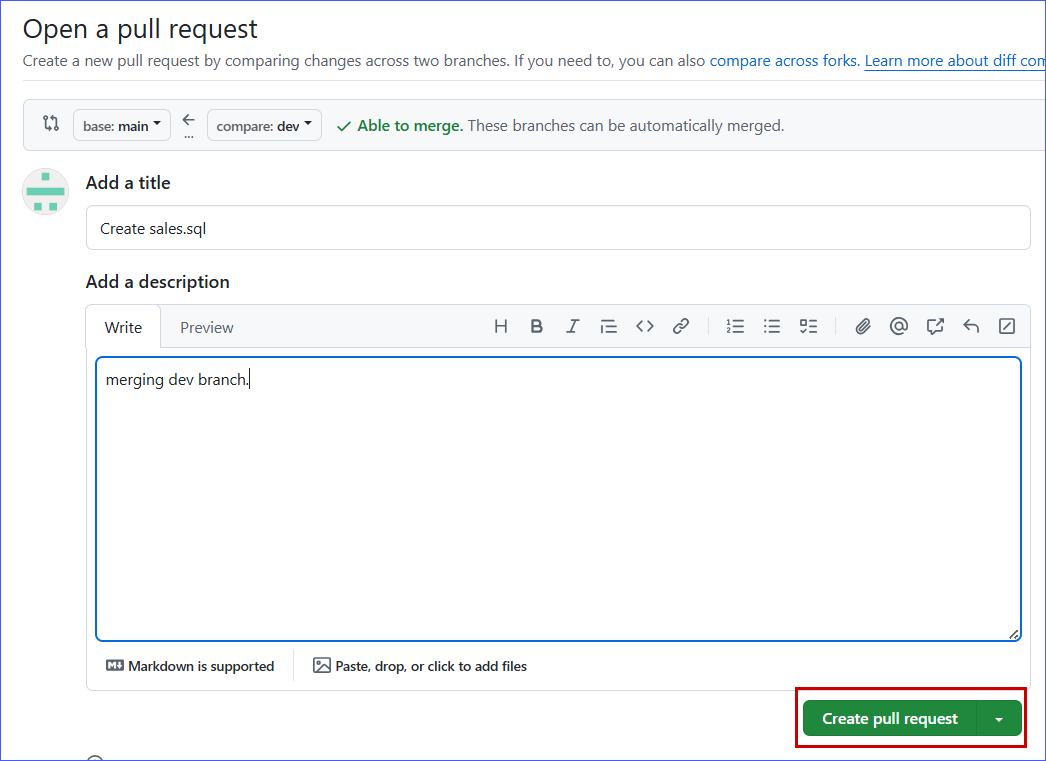 Open a pull request
Create a new pull request by comparing changes across two branches. If you need to, you can also compare across forks. Learn more about diff com
base: main ← compare: dev Able to merge. These branches can be automatically merged.
...
Add a title
Create sales.sql
Add a description
Write Preview
merging dev branch.
Markdown is supported Paste, drop, or click to add files
Create pull request